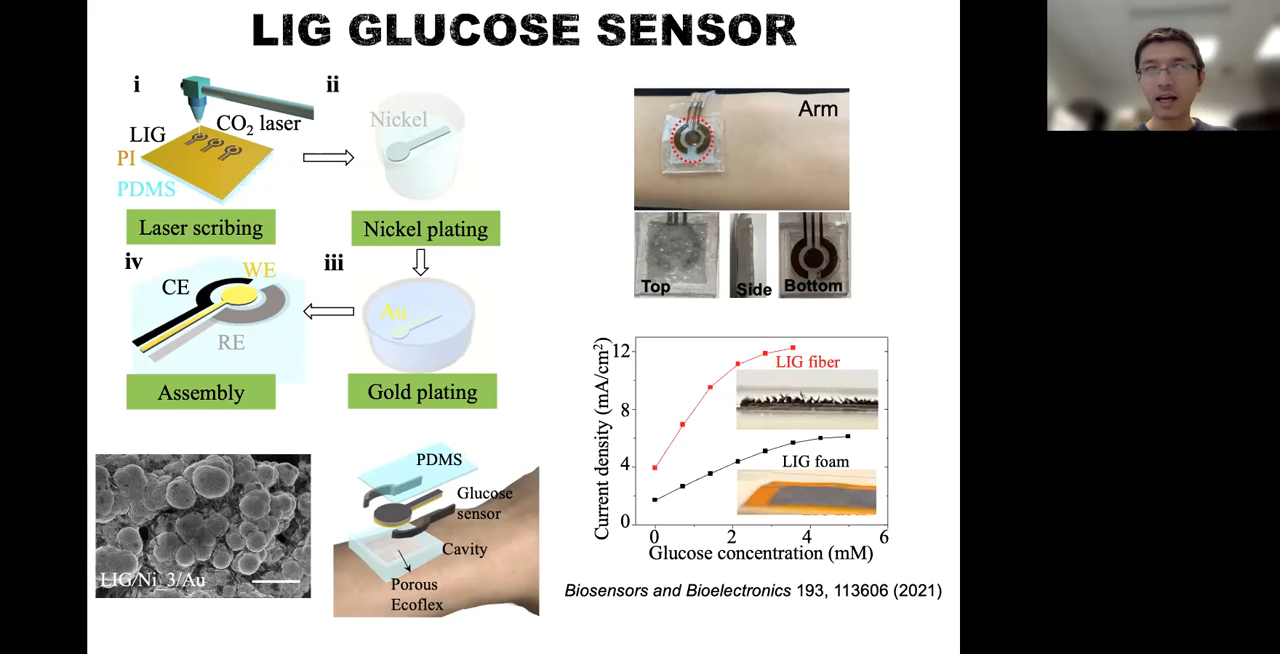 LIG GLUCOSE SENSOR
i
LIG
CO2 laser
PI
PDMS
Laser scribing
ii
Nickel
Nickel plating
iv
CE
WE
RE
Assembly
iii
Au
Gold plating
LIG/Ni_3/Au
PDMS
Glucose
sensor
Cavity
Porous
Ecoflex
Arm
Top
Side
Bottom
Current density (mA/cm2)
12
8
4
0
LIG fiber
LIG foam
0
2
4
6
Glucose concentration (mM)
Biosensors and Bioelectronics 193, 113606 (2021)